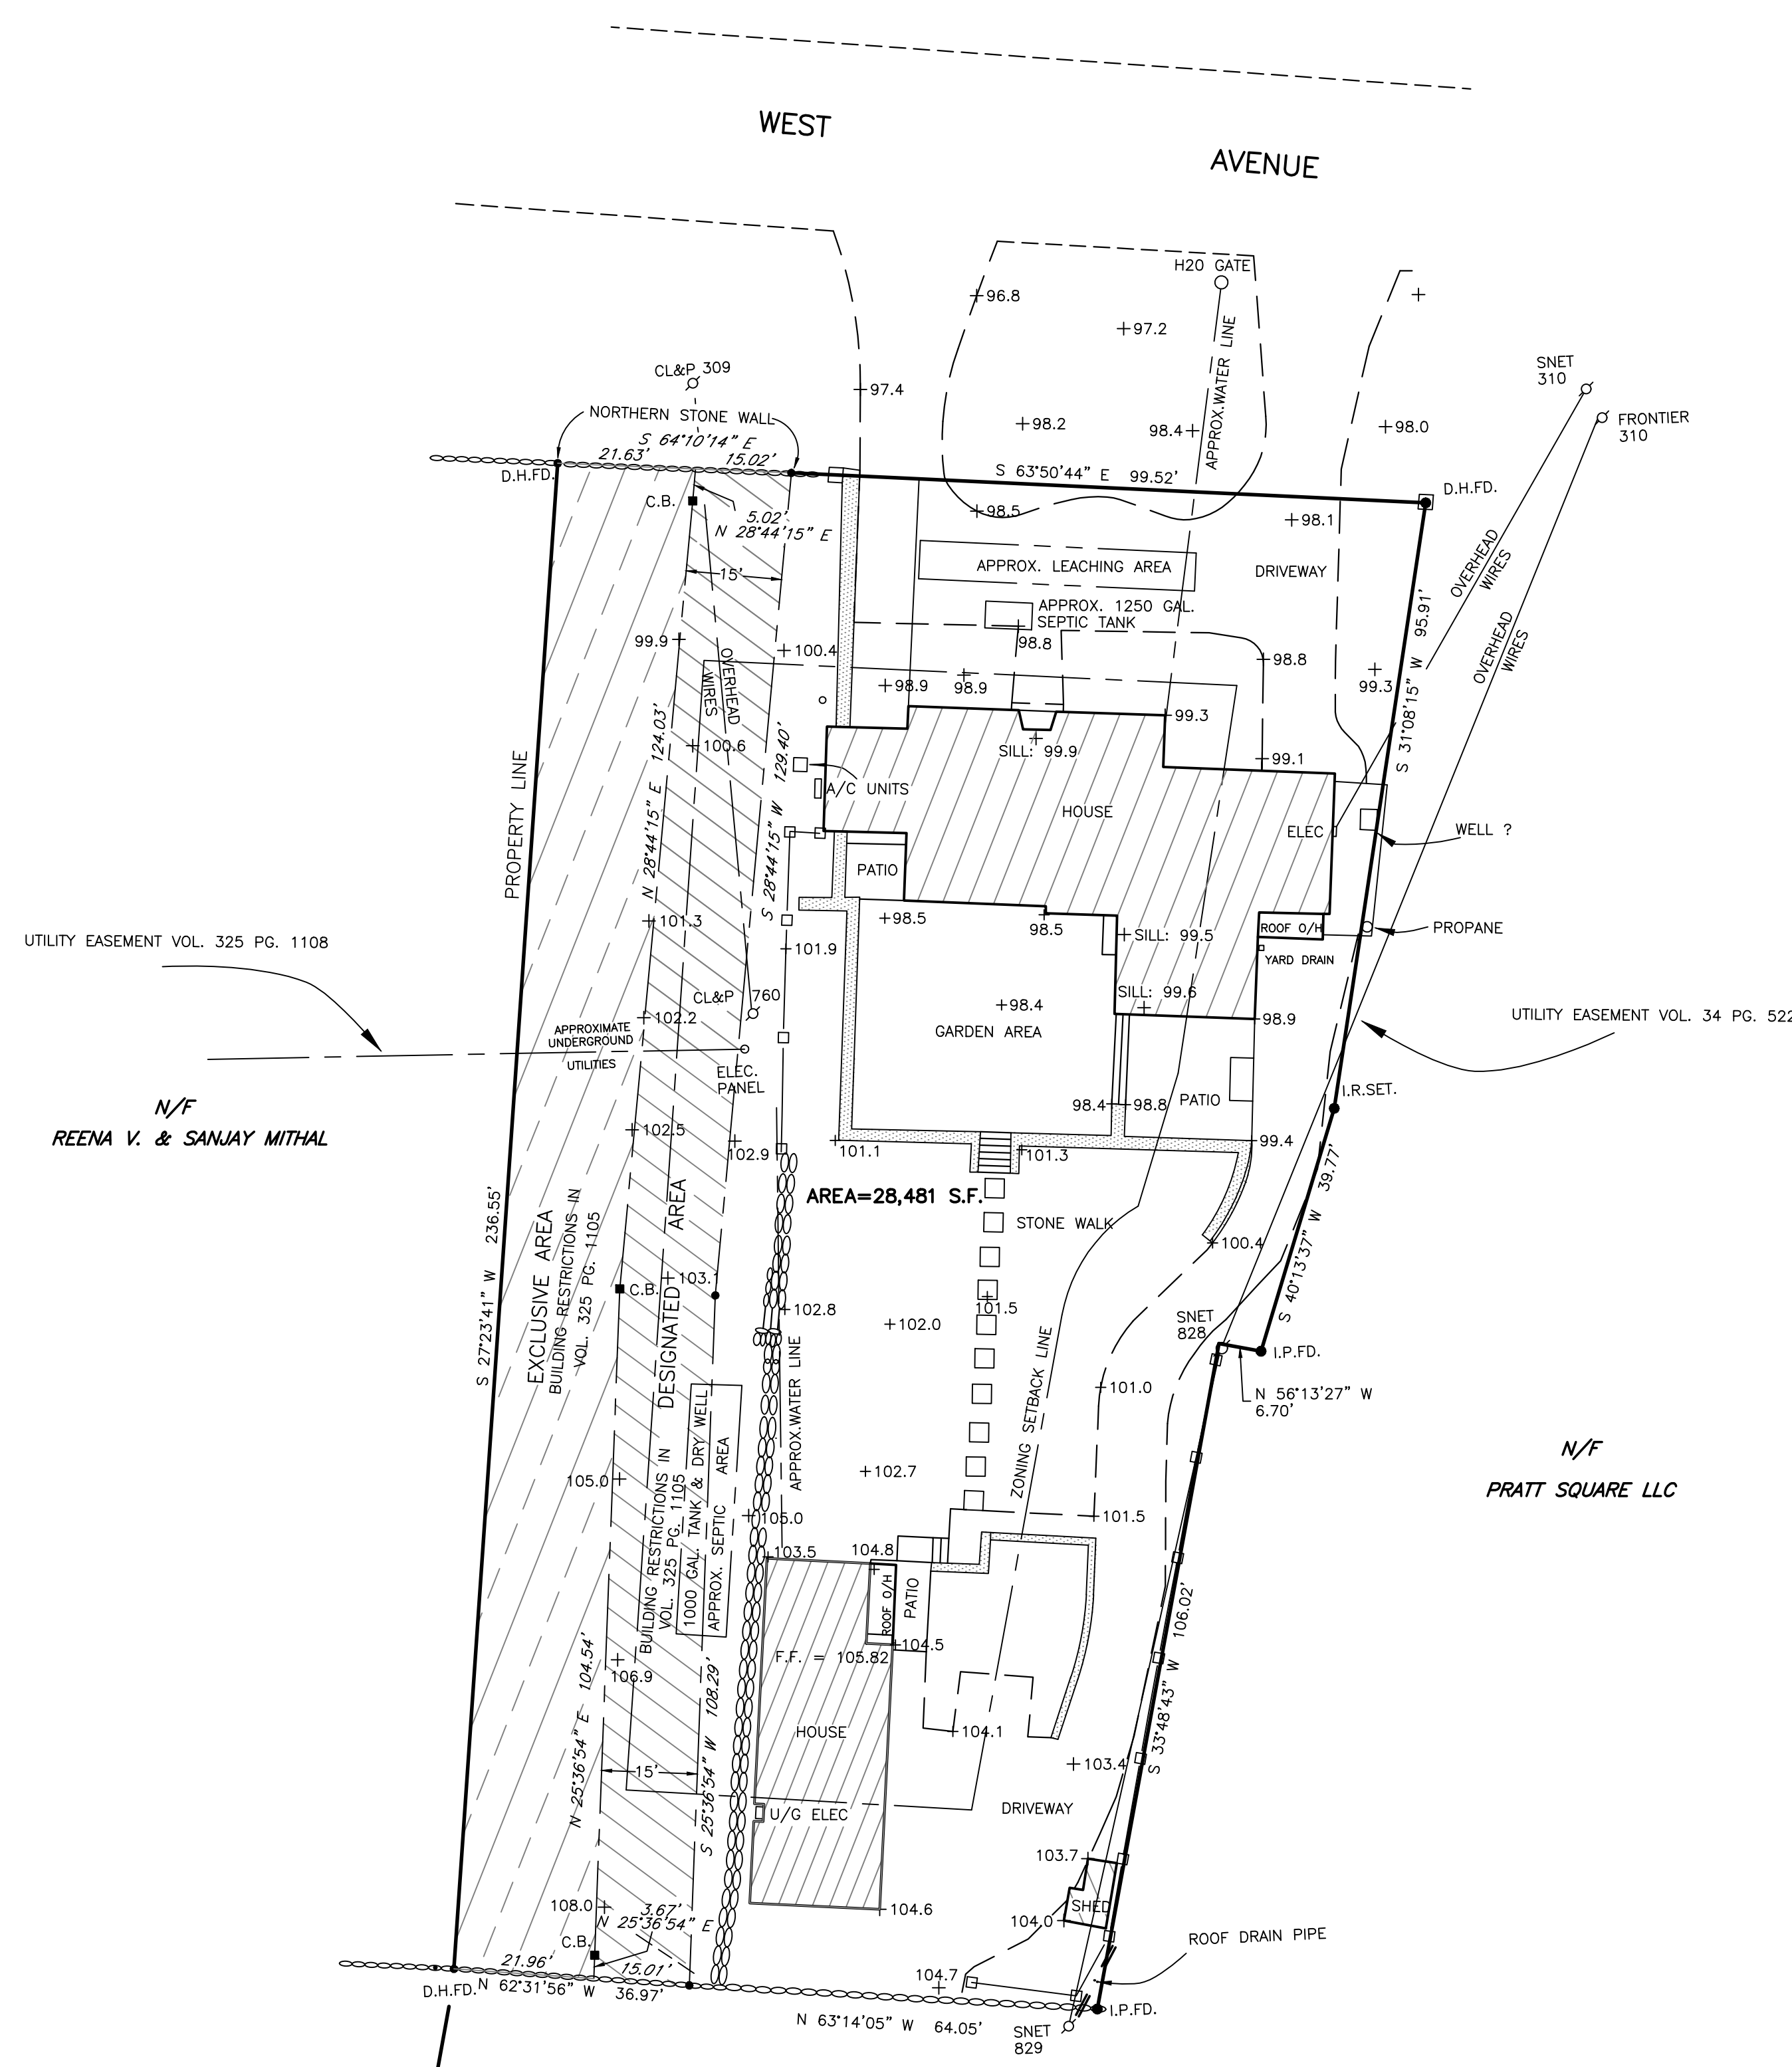 WEST
AVENUE
H20 GATE
96.8
97.2
APPROX.WATER LINE
CL&P 309
97.4
98.2
98.4
98.0
SNET
310
FRONTIER
310
NORTHERN STONE WALL
S 64°10'14" E
21.63'
15.02'
D.H.FD.
S 63°50'44" E 99.52'
D.H.FD.
C.B.
5.02'
N 28°44'15" E
98.5
98.1
15'
APPROX. LEACHING AREA
DRIVEWAY
OVERHEAD
WIRES
OVERHEAD
WIRES
APPROX. 1250 GAL.
SEPTIC TANK
S 31°08'15" W 95.91'
99.9
100.4
98.8
98.8
99.3
98.9
98.9
OVERHEAD
WIRES
99.3
SILL: 99.9
99.1
100.6
N 28°44'15" E 124.03'
S 28°44'15" W 129.40'
PROPERTY LINE
A/C UNITS
HOUSE
ELEC
WELL ?
PATIO
101.3
98.5
98.5
SILL: 99.5
ROOF O/H
PROPANE
YARD DRAIN
UTILITY EASEMENT VOL. 325 PG. 1108
101.9
CL&P 760
98.4
SILL: 99.6
98.9
UTILITY EASEMENT VOL. 34 PG. 522
102.2
APPROXIMATE
UNDERGROUND
UTILITIES
GARDEN AREA
ELEC.
PANEL
98.4
98.8
PATIO
I.R.SET.
N/F
REENA V. & SANJAY MITHAL
102.5
102.9
101.1
101.3
99.4
S 40°13'37" W 39.77'
AREA=28,481 S.F.
STONE WALK
100.4
S 27°23'41" W 236.55'
EXCLUSIVE AREA
BUILDING RESTRICTIONS IN
VOL. 325 PG. 1105
C.B.
103.1
DESIGNATED AREA
102.8
102.0
101.5
SNET
828
I.P.FD.
N 56°13'27" W
6.70'
101.0
APPROX.WATER LINE
ZONING SETBACK LINE
N/F
PRATT SQUARE LLC
105.0
102.7
BUILDING RESTRICTIONS IN
VOL. 325 PG. 1105
1000 GAL. TANK & DRY WELL
APPROX. SEPTIC AREA
105.0
101.5
103.5
104.8
ROOF O/H
PATIO
104.5
F.F. = 105.82
106.9
N 25°36'54" E 104.54'
S 25°36'54" W 108.29'
S 33°48'43" W 106.02'
HOUSE
104.1
103.4
15'
U/G ELEC
DRIVEWAY
103.7
SHED
104.0
108.0
3.67'
N 25°36'54" E
104.6
C.B.
ROOF DRAIN PIPE
21.96'
15.01'
D.H.FD.
N 62°31'56" W 36.97'
104.7
I.P.FD.
N 63°14'05" W 64.05'
SNET
829